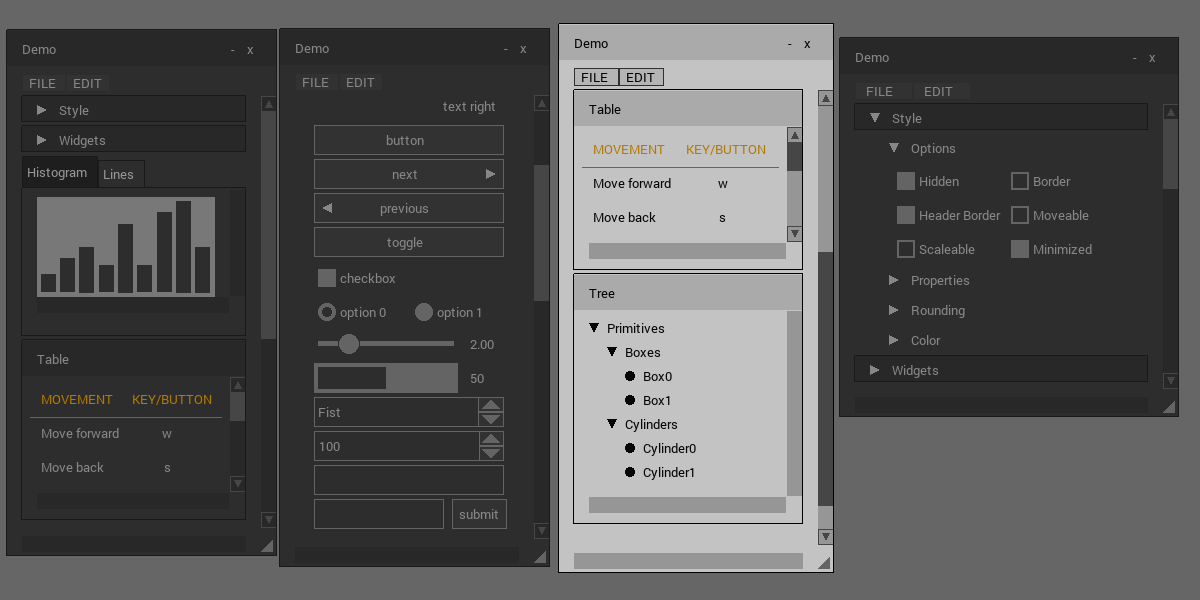 Demo - x
FILE EDIT
Style
Widgets
Histogram Lines
Table
MOVEMENT KEY/BUTTON
Move forward w
Move back s
Demo - x
FILE EDIT
text right
button
next
previous
toggle
checkbox
option 0 option 1
2.00
50
Fist
100
submit
Demo - x
FILE EDIT
Table
MOVEMENT KEY/BUTTON
Move forward w
Move back s
Tree
Primitives
Boxes
Box0
Box1
Cylinders
Cylinder0
Cylinder1
Demo - x
FILE EDIT
Style
Options
Hidden Border
Header Border Moveable
Scaleable Minimized
Properties
Rounding
Color
Widgets